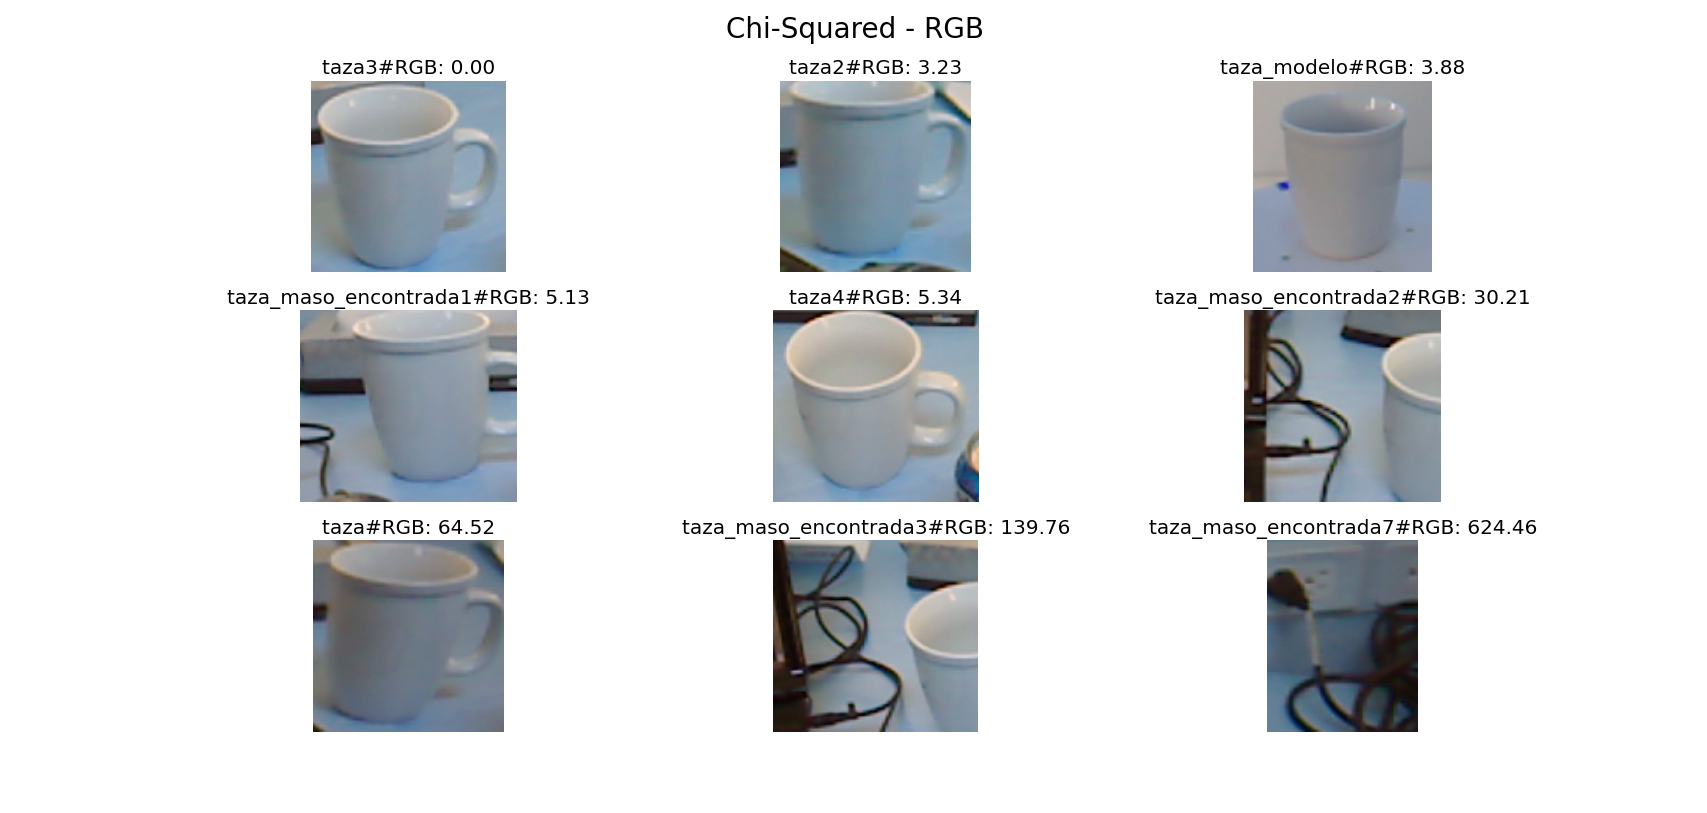 Chi-Squared - RGB
taza3#RGB: 0.00
taza2#RGB: 3.23
taza_modelo#RGB: 3.88
taza_maso_encontrada1#RGB: 5.13
taza4#RGB: 5.34
taza_maso_encontrada2#RGB: 30.21
taza#RGB: 64.52
taza_maso_encontrada3#RGB: 139.76
taza_maso_encontrada7#RGB: 624.46